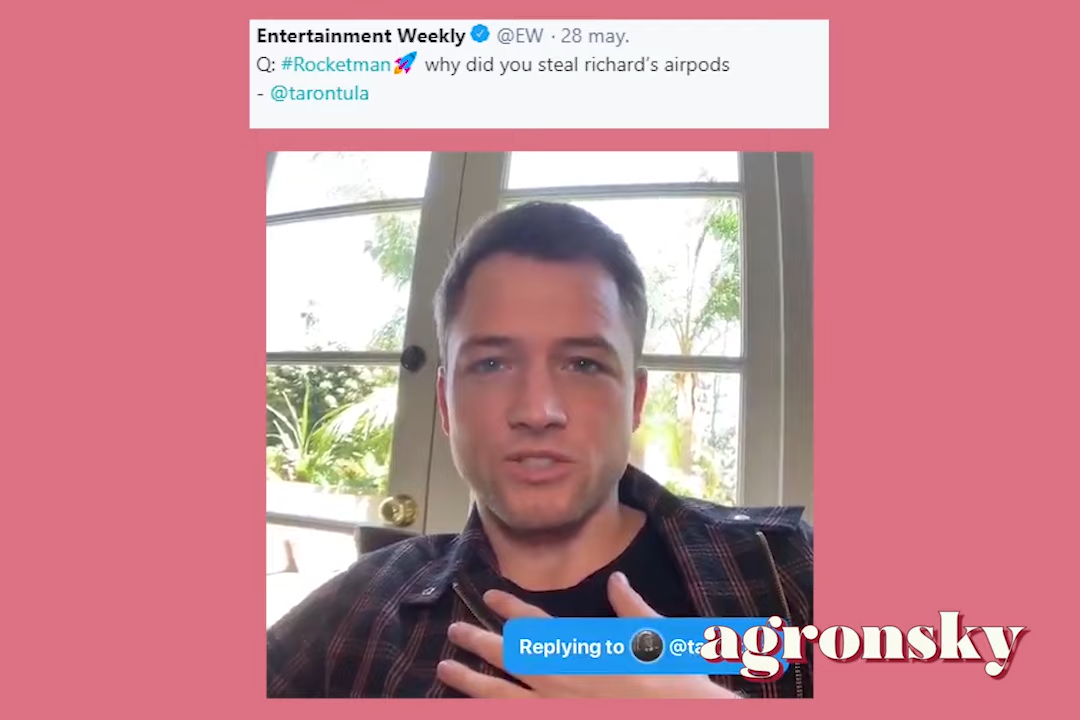 Entertainment Weekly @EW · 28 may.
Q: #Rocketman🚀 why did you steal richard's airpods
- @tarontula
Replying to @ta
agronsky